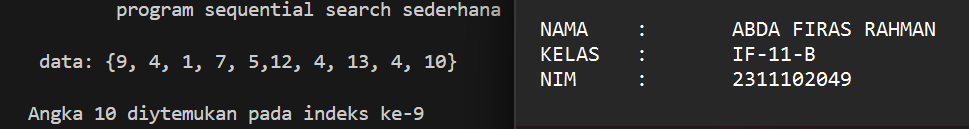 program sequential search sederhana
data: {9, 4, 1, 7, 5,12, 4, 13, 4, 10}
Angka 10 diytemukan pada indeks ke-9
NAMA : ABDA FIRAS RAHMAN
KELAS : IF-11-B
NIM : 2311102049